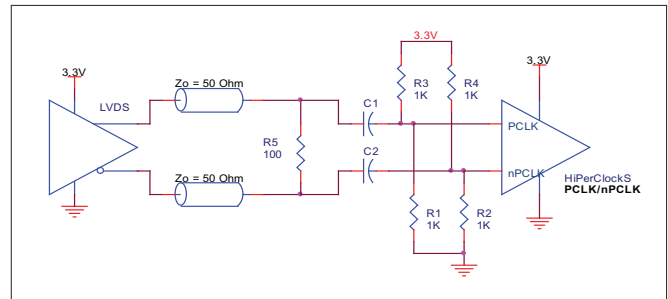 3.3V
LVDS
Zo = 50 Ohm
Zo = 50 Ohm
R5
100
C1
C2
3.3V
R3
1K
R4
1K
R1
1K
R2
1K
3.3V
PCLK
nPCLK
HiPerClockS
PCLK/nPCLK